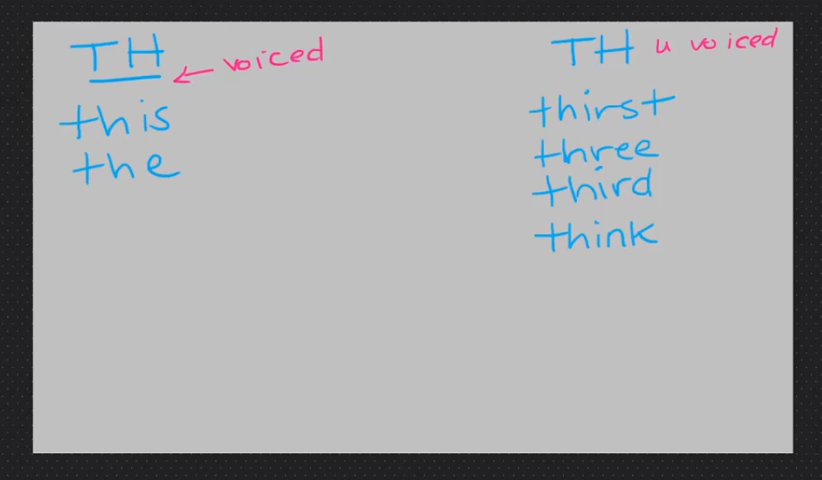 TH
← voiced
this
the
TH u voiced
thirst
three
third
think